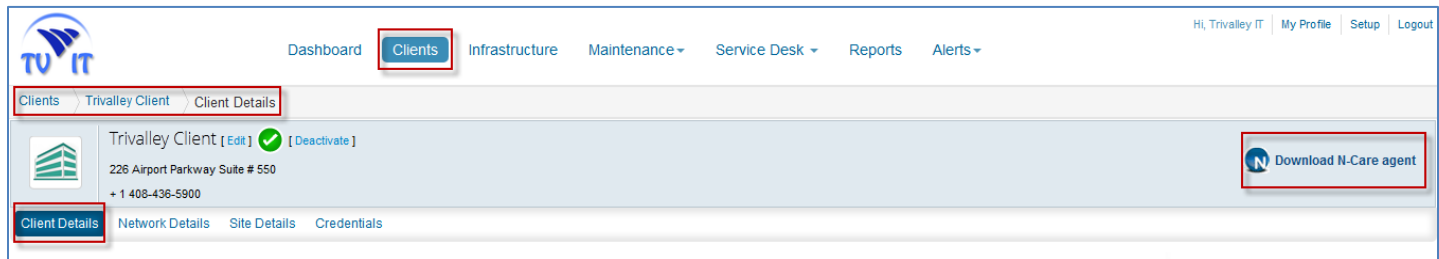 Hi, Trivalley IT My Profile Setup Logout
TV IT
Dashboard Clients Infrastructure Maintenance Service Desk Reports Alerts
Clients Trivalley Client Client Details
Trivalley Client [ Edit ] [ Deactivate ]
226 Airport Parkway Suite # 550
+ 1 408-436-5900
N Download N-Care agent
Client Details Network Details Site Details Credentials